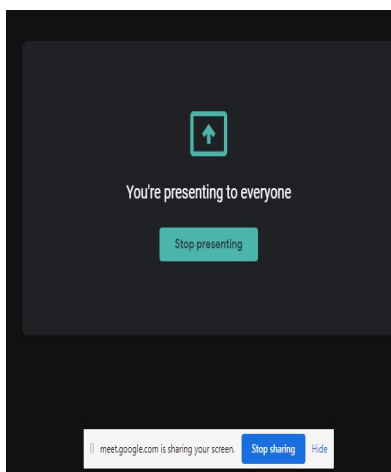 You're presenting to everyone
Stop presenting
meet.google.com is sharing your screen. Stop sharing Hide